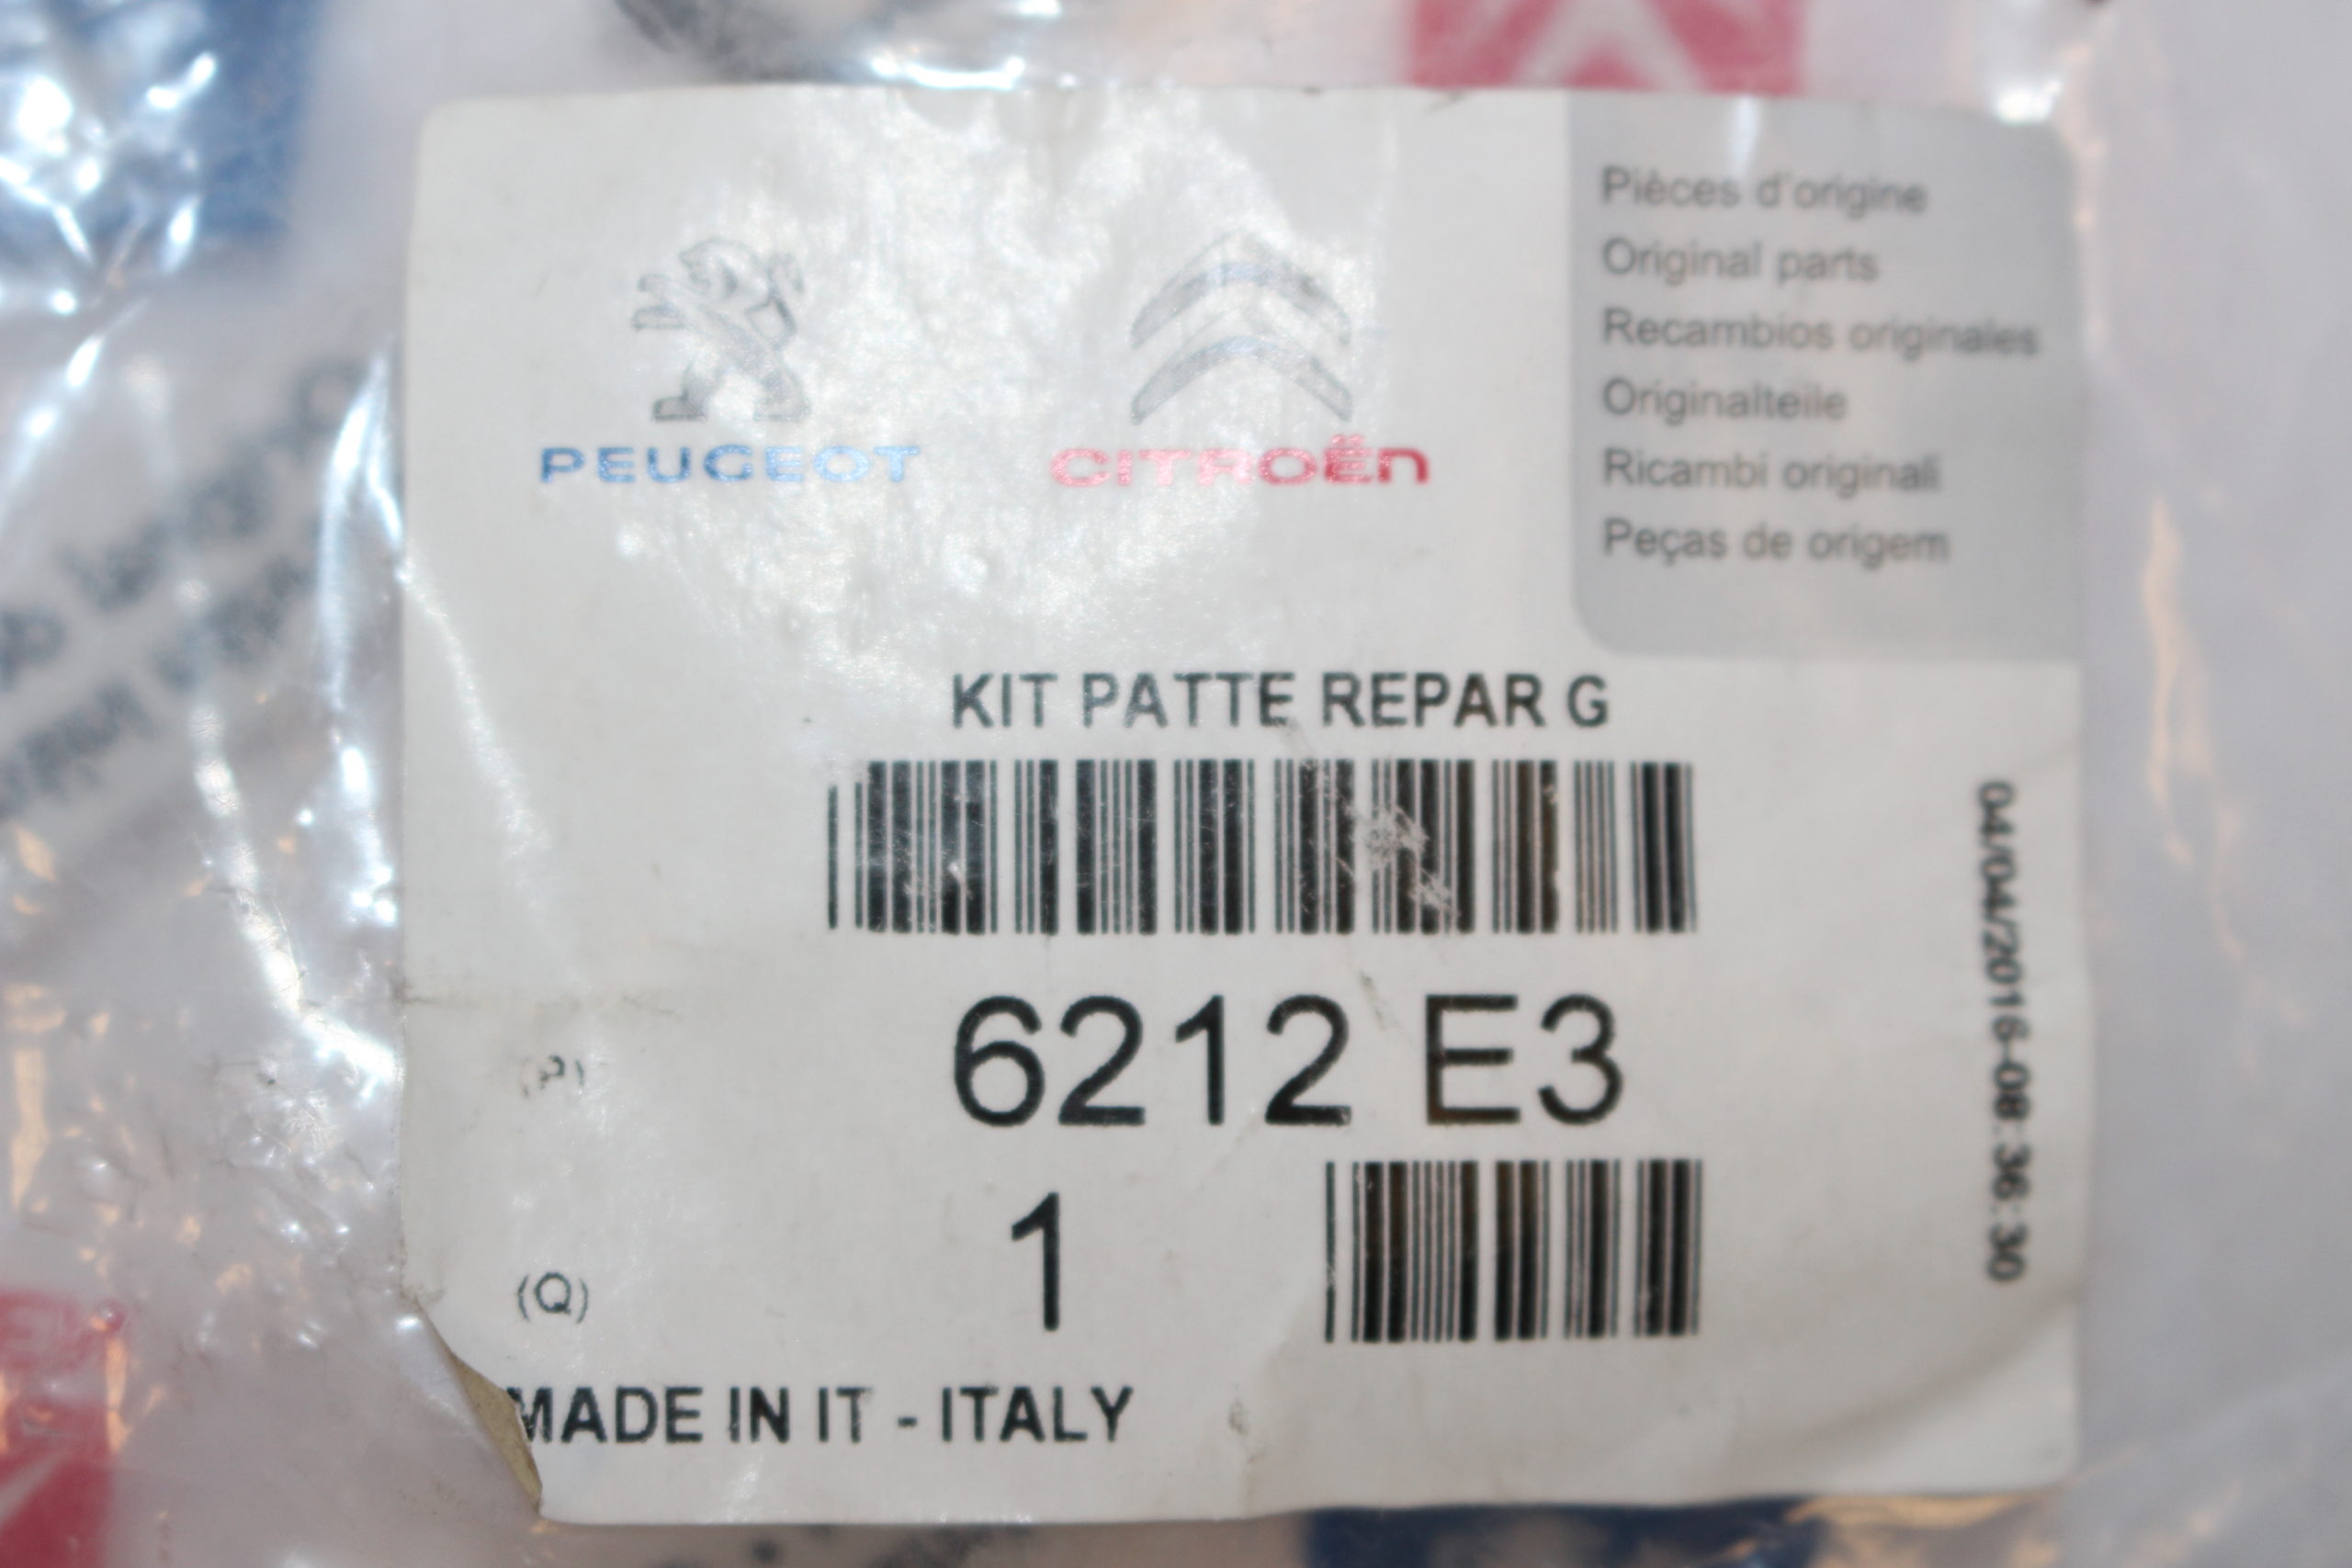 PEUGEOT
CITROËN
Pièces d'origine
Original parts
Recambios originales
Originalteile
Ricambi originali
Peças de origem
KIT PATTE REPAR G
(P) 6212 E3
(Q) 1
MADE IN IT - ITALY
04/04/2016-08:36:30